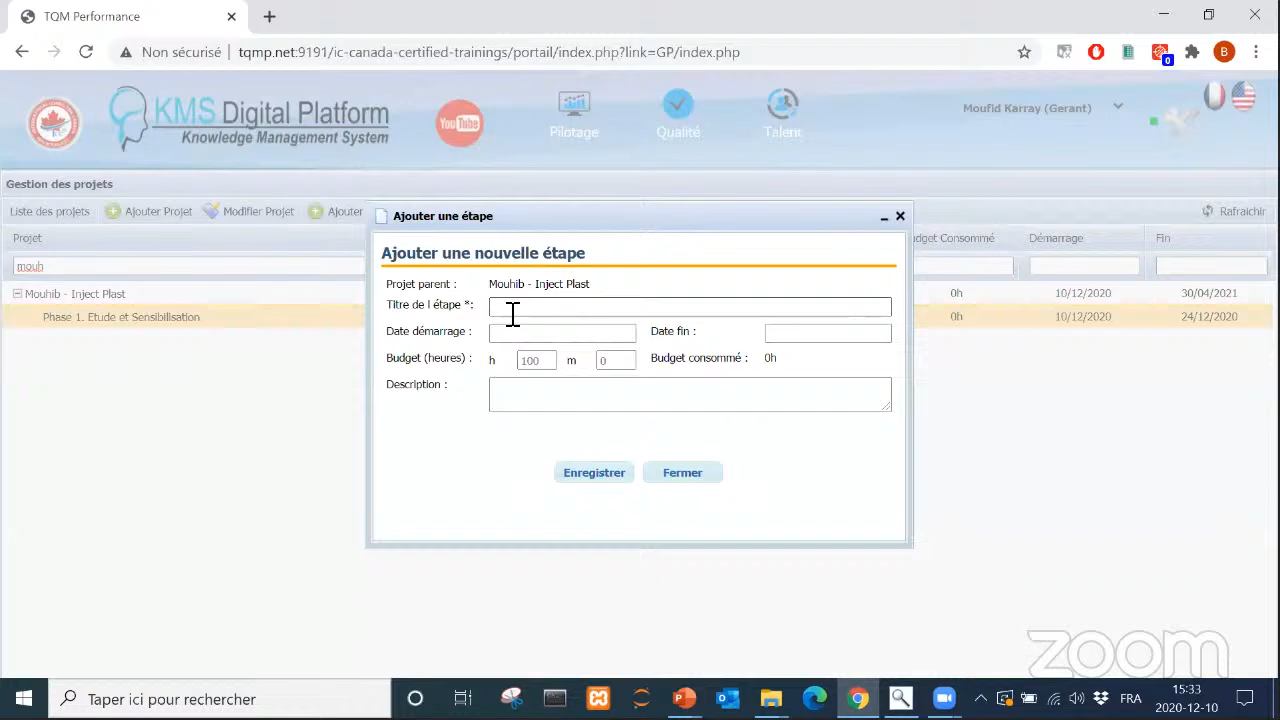 TQM Performance
Non sécurisé | tqmp.net:9191/ic-canada-certified-trainings/portail/index.php?link=GP/index.php
B
0
KMS Digital Platform
Knowledge Management System
YouTube
Pilotage
Qualité
Talent
Moufid Karray (Gerant)
Gestion des projets
Liste des projets
Ajouter Projet
Modifier Projet
Ajouter
Rafraichir
Projet
dget Consommé
Démarrage
Fin
mouh
Mouhib - Inject Plast
0h
10/12/2020
30/04/2021
Phase 1. Etude et Sensibilisation
0h
10/12/2020
24/12/2020
Ajouter une étape
Ajouter une nouvelle étape
Projet parent :
Mouhib - Inject Plast
Titre de l étape *:
Date démarrage :
Date fin :
Budget (heures) :
h
100
m
0
Budget consommé :
0h
Description :
Enregistrer
Fermer
zoom
Taper ici pour rechercher
FRA
15:33
2020-12-10